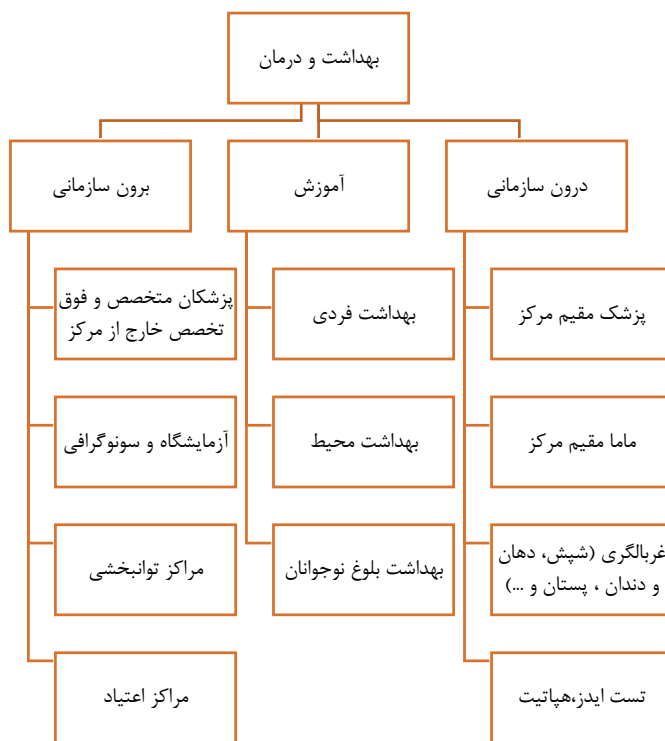 بهداشت و درمان
درون سازمانی
آموزش
برون سازمانی
پزشک مقیم مرکز
بهداشت فردی
پزشکان متخصص و فوق
تخصص خارج از مرکز
ماما مقیم مرکز
بهداشت محیط
آزمایشگاه و سونوگرافی
غربالگری (شپش، دهان
و دندان ، پستان و ...)
بهداشت بلوغ نوجوانان
مراکز توانبخشی
تست ایدز،هپاتیت
مراکز اعتیاد